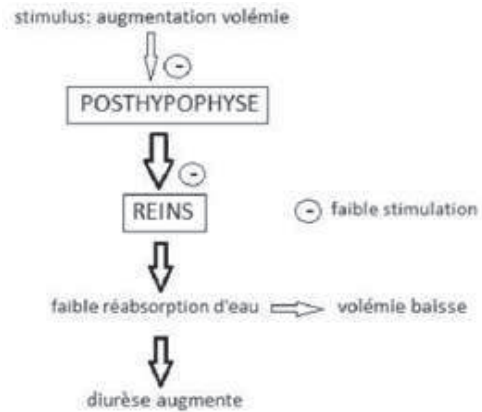 stimulus: augmentation volémie
-
POSTHYPOPHYSE
-
REINS
- faible stimulation
faible réabsorption d'eau volémie baisse
diurèse augmente